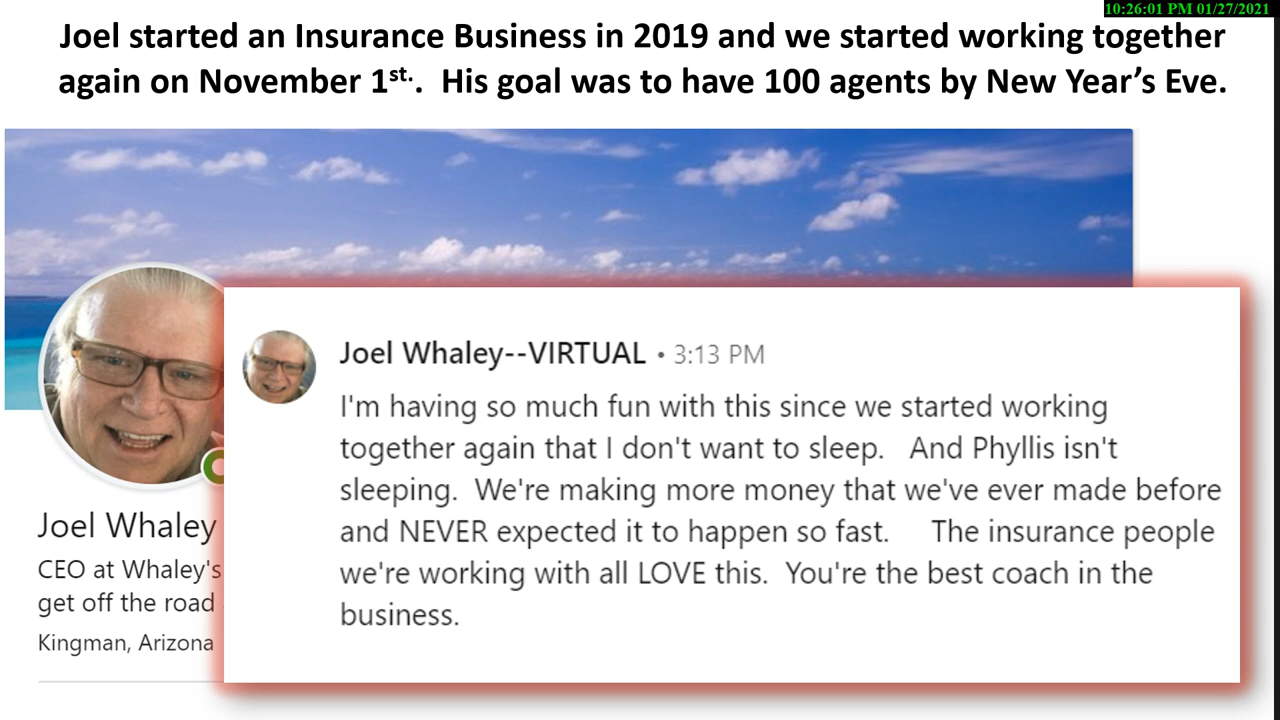 10:26:01 PM 01/27/2021
Joel started an Insurance Business in 2019 and we started working together
again on November 1st.. His goal was to have 100 agents by New Year's Eve.
Joel Whaley--VIRTUAL • 3:13 PM
I'm having so much fun with this since we started working
together again that I don't want to sleep. And Phyllis isn't
sleeping. We're making more money that we've ever made before
and NEVER expected it to happen so fast. The insurance people
we're working with all LOVE this. You're the best coach in the
business.
Joel Whaley
CEO at Whaley's
get off the road
Kingman, Arizona